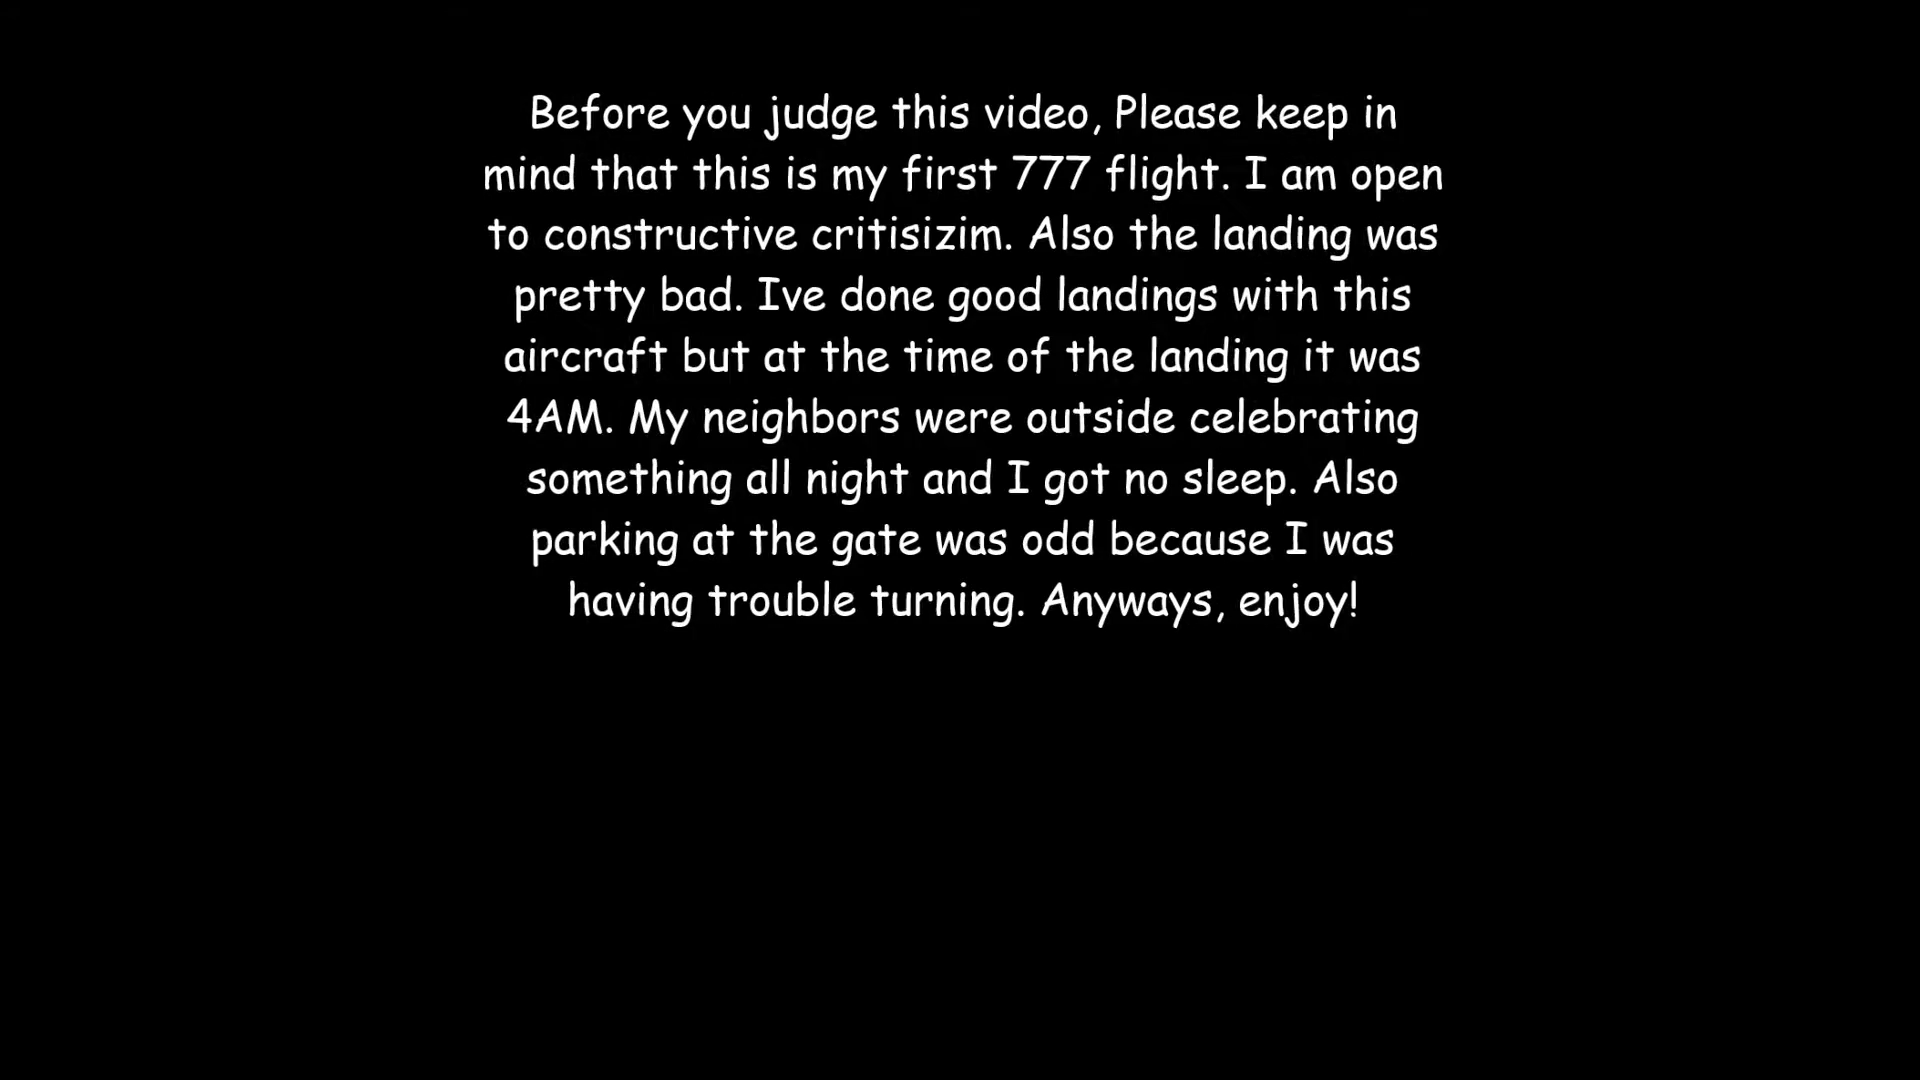 Before you judge this video, Please keep in
mind that this is my first 777 flight. I am open
to constructive critisizim. Also the landing was
pretty bad. Ive done good landings with this
aircraft but at the time of the landing it was
4AM. My neighbors were outside celebrating
something all night and I got no sleep. Also
parking at the gate was odd because I was
having trouble turning. Anyways, enjoy!